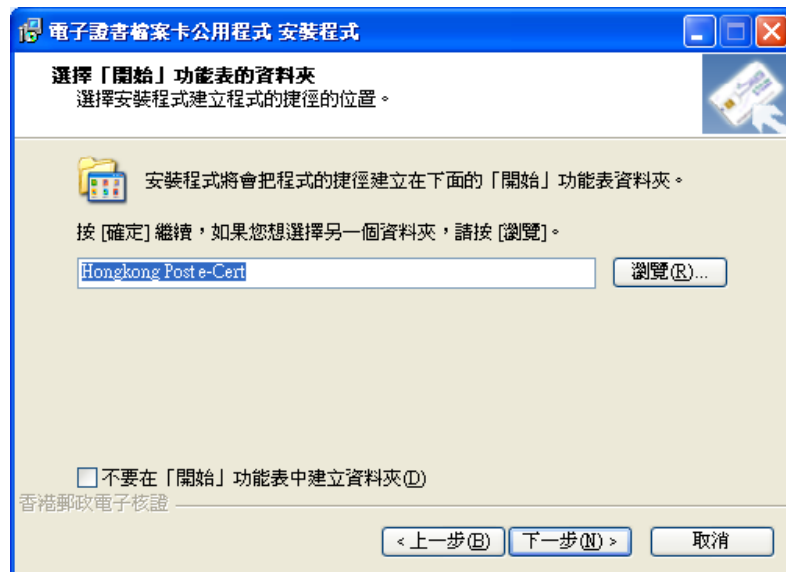 電子證書檔案卡公用程式 安裝程式
選擇「開始」功能表的資料夾
選擇安裝程式建立程式的捷徑的位置。
安裝程式將會把程式的捷徑建立在下面的「開始」功能表資料夾。
按 [確定] 繼續，如果您想選擇另一個資料夾，請按 [瀏覽]。
Hongkong Post e-Cert
瀏覽(R)...
不要在「開始」功能表中建立資料夾(D)
香港郵政電子核證
< 上一步(B) 下一步(N) > 取消